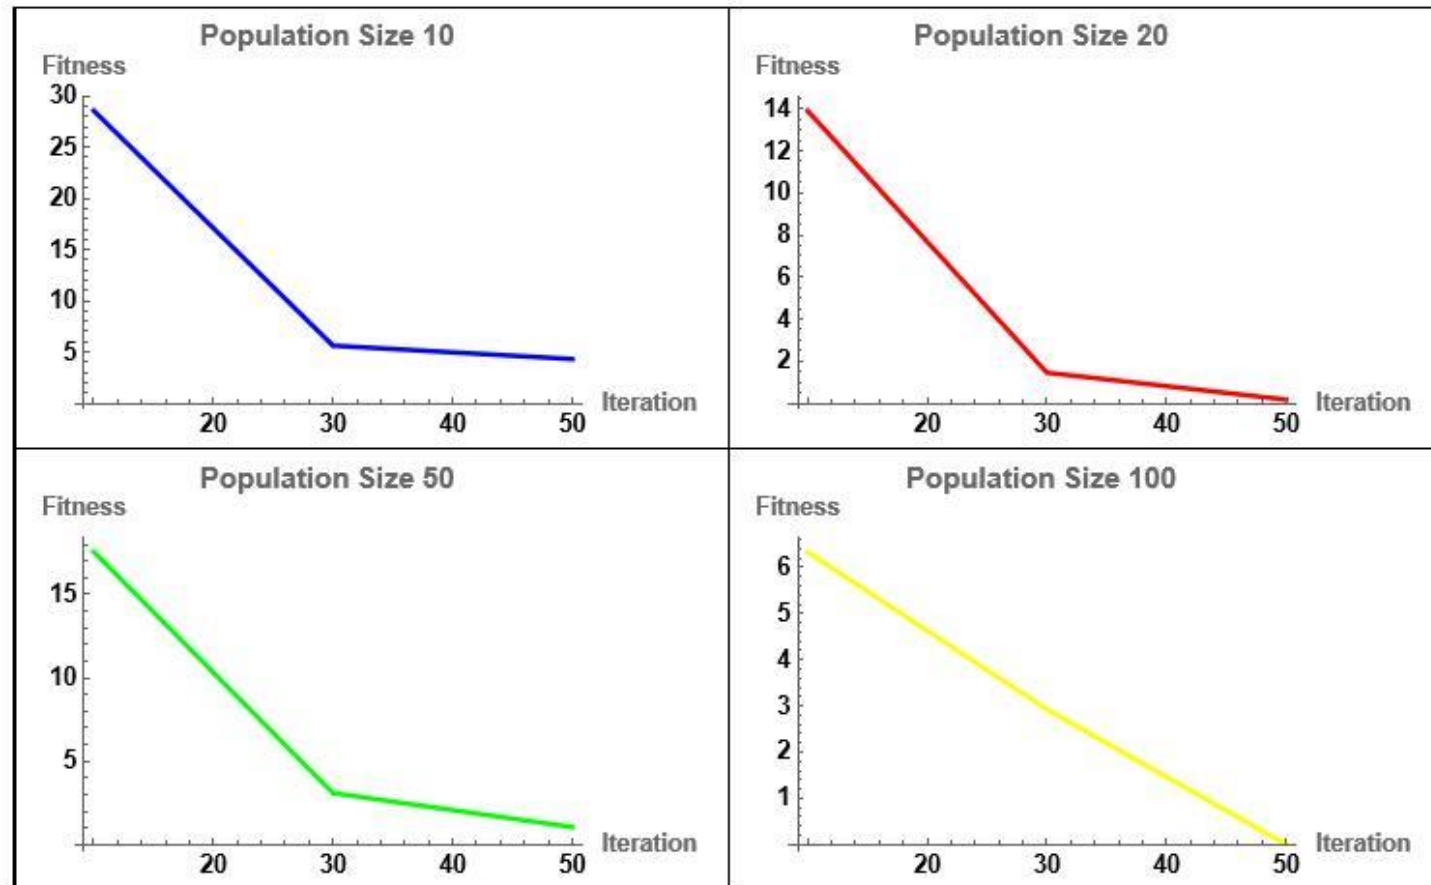 Population Size 10
Fitness
30
25
20
15
10
5
20 30 40 50 Iteration
Population Size 20
Fitness
14
12
10
8
6
4
2
20 30 40 50 Iteration
Population Size 50
Fitness
15
10
5
20 30 40 50 Iteration
Population Size 100
Fitness
6
5
4
3
2
1
20 30 40 50 Iteration